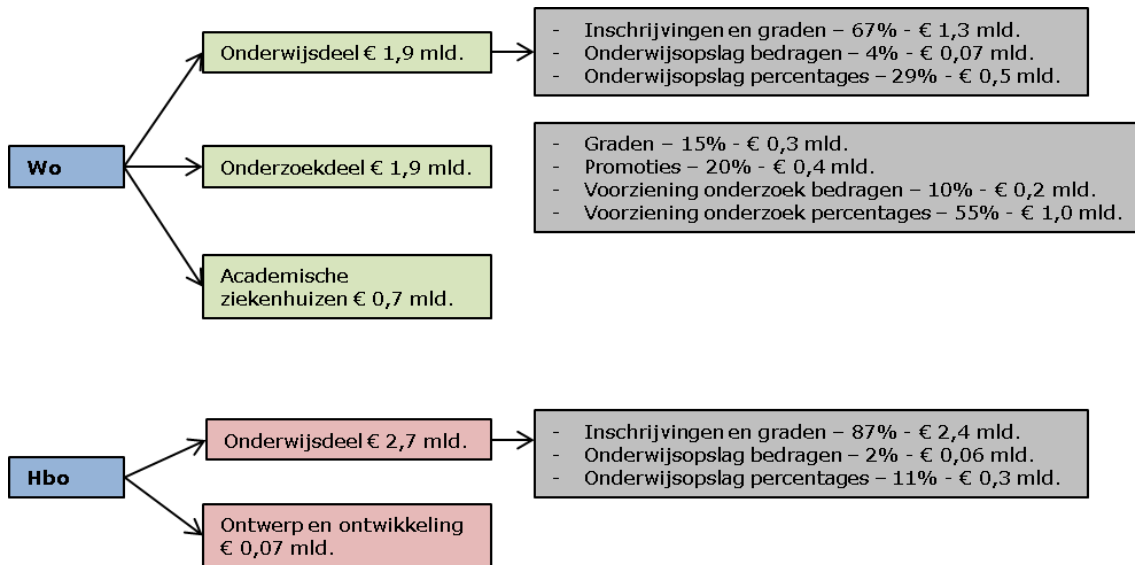 Wo
Onderwijsdeel € 1,9 mld.
- Inschrijvingen en graden – 67% - € 1,3 mld.
- Onderwijsopslag bedragen – 4% - € 0,07 mld.
- Onderwijsopslag percentages – 29% - € 0,5 mld.
Onderzoekdeel € 1,9 mld.
- Graden – 15% - € 0,3 mld.
- Promoties – 20% - € 0,4 mld.
- Voorziening onderzoek bedragen – 10% - € 0,2 mld.
- Voorziening onderzoek percentages – 55% - € 1,0 mld.
Academische
ziekenhuizen € 0,7 mld.
Hbo
Onderwijsdeel € 2,7 mld.
- Inschrijvingen en graden – 87% - € 2,4 mld.
- Onderwijsopslag bedragen – 2% - € 0,06 mld.
- Onderwijsopslag percentages – 11% - € 0,3 mld.
Ontwerp en ontwikkeling
€ 0,07 mld.